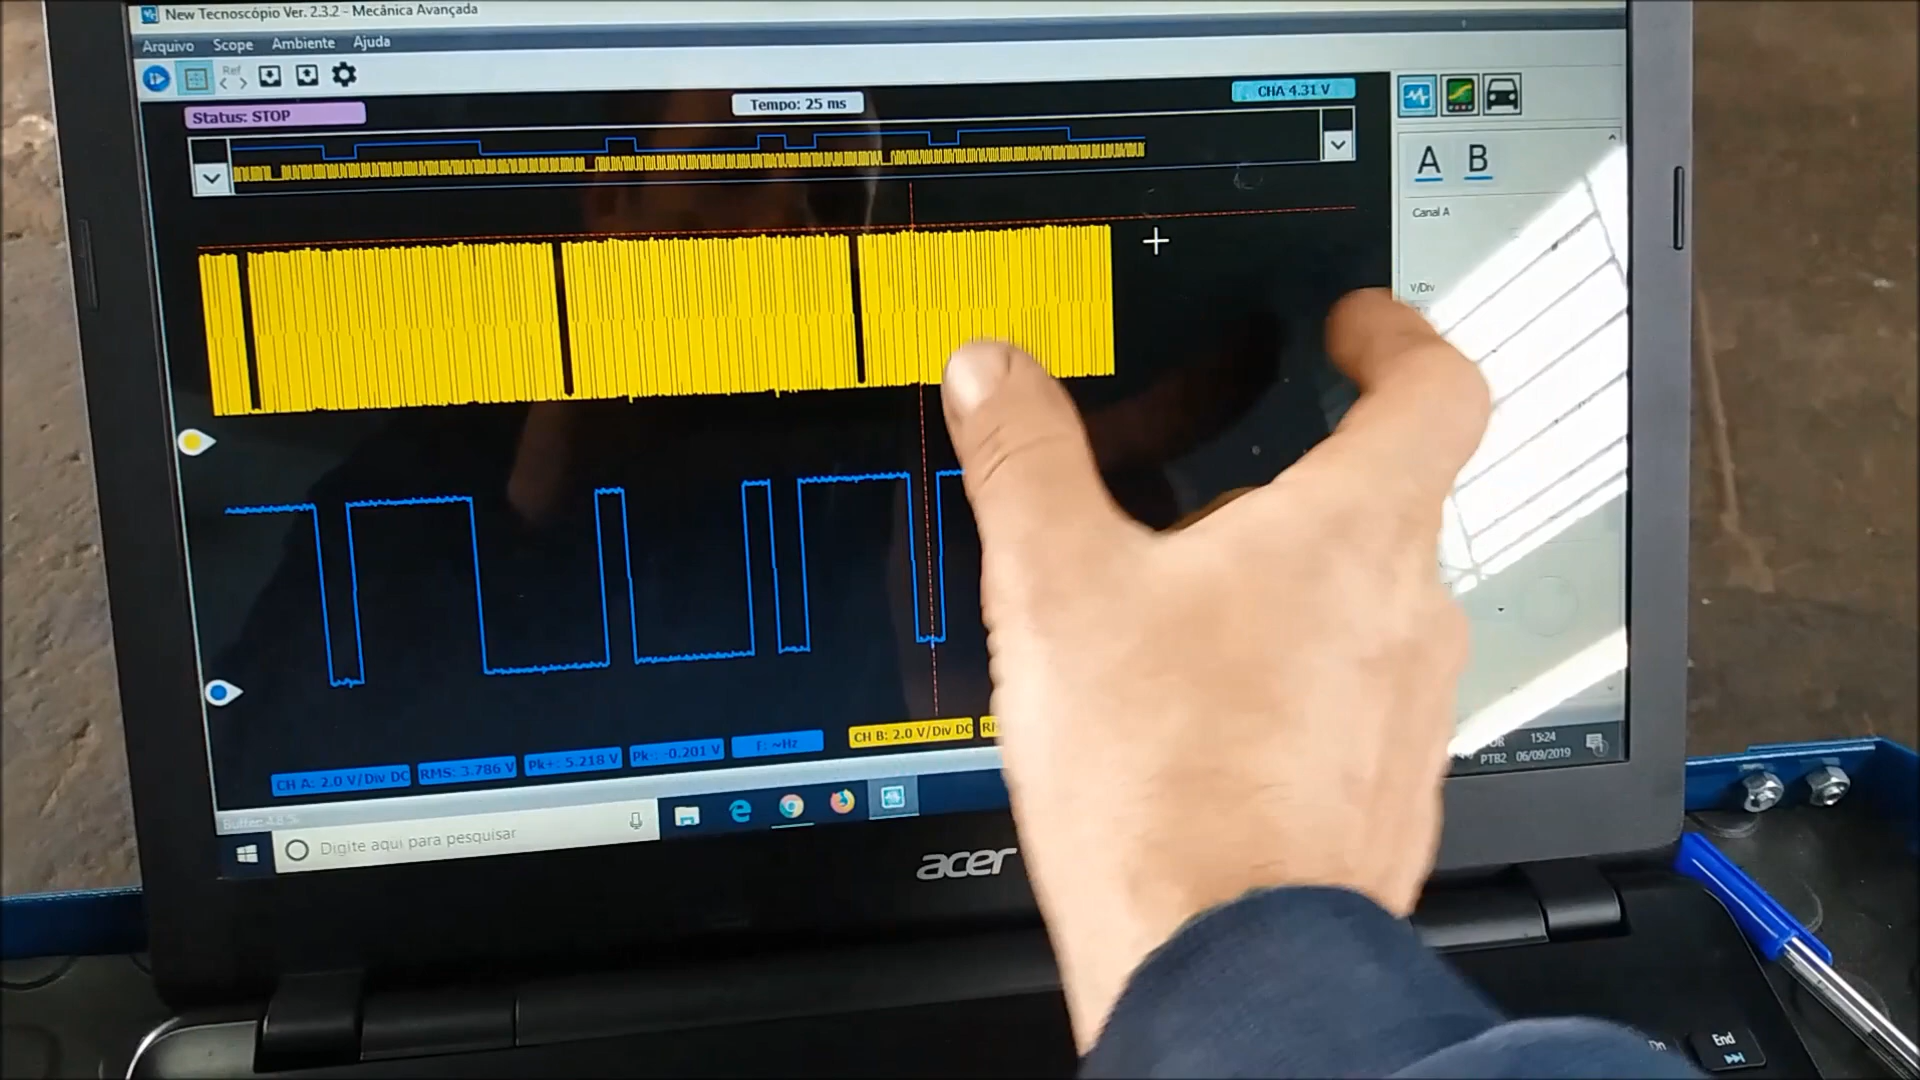 New Tecnoscópio Ver. 2.3.2 - Mecânica Avançada
Arquivo Scope Ambiente Ajuda
Ref
Status: STOP
Tempo: 25 ms
CHA 4.31 V
A B
Canal A
V/Div
CH A: 2.0 V/Div DC
RMS: 3.786 V
Pk+: 5.218 V
Pk-: -0.201 V
F: ~Hz
CH B: 2.0 V/Div DC
Digite aqui para pesquisar
15:24
PTB2 06/09/2019
acer
End